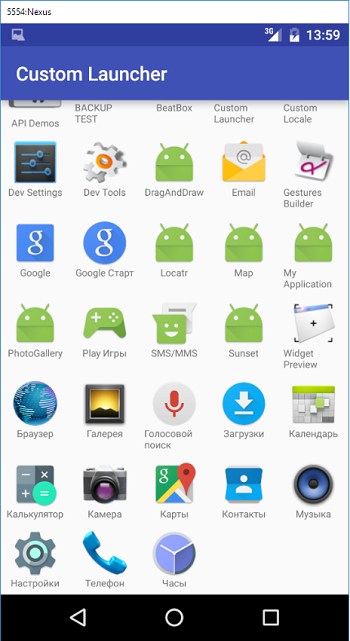 5554:Nexus
3G 13:59
Custom Launcher
API Demos BACKUP TEST BeatBox Custom Launcher Custom Locale
Dev Settings Dev Tools DragAndDraw Email Gestures Builder
Google Google Старт Locatr Map My Application
PhotoGallery Play Игры SMS/MMS Sunset Widget Preview
Браузер Галерея Голосовой поиск Загрузки Календарь
Калькулятор Камера Карты Контакты Музыка
Настройки Телефон Часы